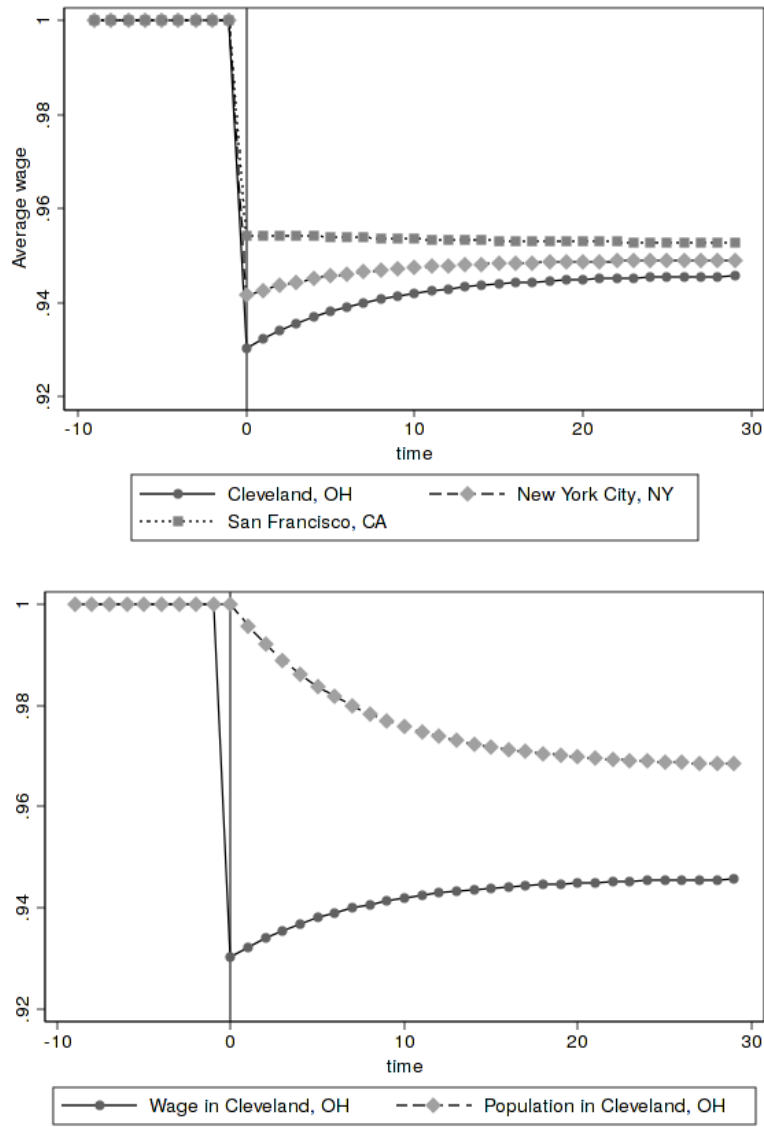 1
.98
.96
.94
.92
Average wage
-10 0 10 20 30
time
Cleveland, OH New York City, NY
San Francisco, CA
1
.98
.96
.94
.92
-10 0 10 20 30
time
Wage in Cleveland, OH Population in Cleveland, OH